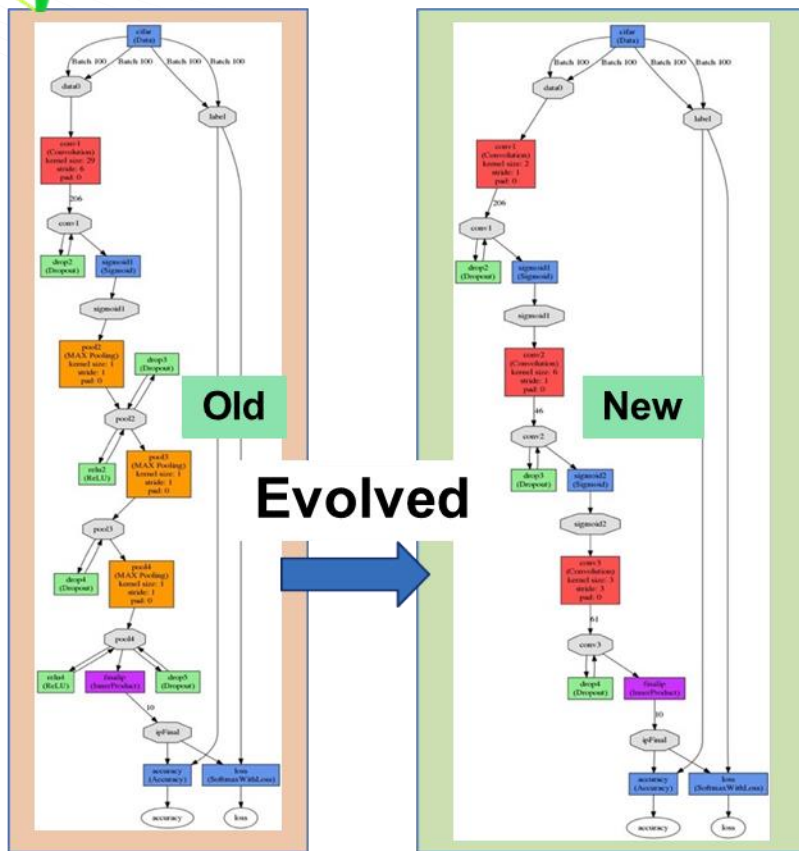 cifar
(Data)
Batch 100
Batch 100
Batch 100
Batch 100
data0
label
conv1
(Convolution)
kernel size: 29
stride: 6
pad: 0
206
conv1
drop2
(Dropout)
sigmoid1
(Sigmoid)
sigmoid1
pool2
(MAX Pooling)
kernel size: 1
stride: 1
pad: 0
drop3
(Dropout)
pool2
relu2
(ReLU)
pool3
(MAX Pooling)
kernel size: 1
stride: 1
pad: 0
pool3
drop4
(Dropout)
pool4
(MAX Pooling)
kernel size: 1
stride: 1
pad: 0
pool4
relu4
(ReLU)
finalip
(InnerProduct)
drop5
(Dropout)
10
ipFinal
accuracy
(Accuracy)
loss
(SoftmaxWithLoss)
accuracy
loss
Old
Evolved
New
cifar
(Data)
Batch 100
Batch 100
Batch 100
Batch 100
data0
label
conv1
(Convolution)
kernel size: 2
stride: 1
pad: 0
206
conv1
drop2
(Dropout)
sigmoid1
(Sigmoid)
sigmoid1
conv2
(Convolution)
kernel size: 6
stride: 1
pad: 0
46
conv2
drop3
(Dropout)
sigmoid2
(Sigmoid)
sigmoid2
conv3
(Convolution)
kernel size: 3
stride: 3
pad: 0
61
conv3
drop4
(Dropout)
finalip
(InnerProduct)
10
ipFinal
accuracy
(Accuracy)
loss
(SoftmaxWithLoss)
accuracy
loss